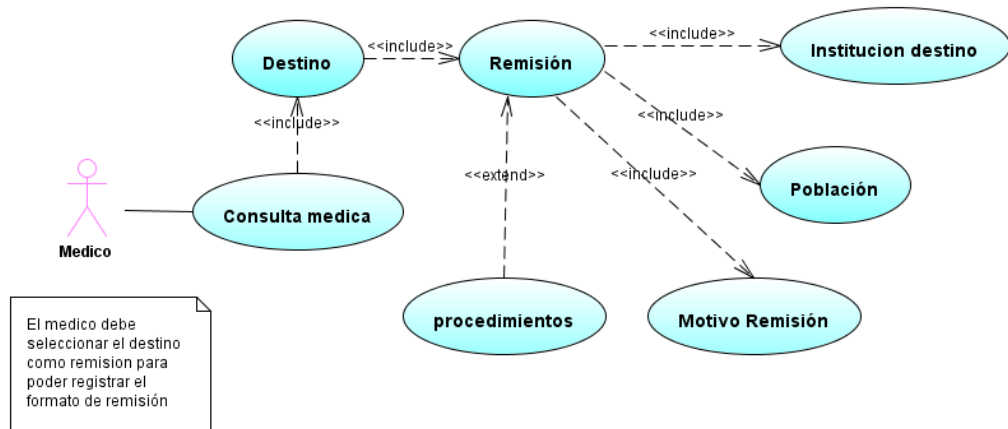 Destino
<<include>>
Remisión
<<include>>
Institucion destino
<<include>>
<<include>>
Población
<<extend>>
<<include>>
Consulta medica
Medico
procedimientos
Motivo Remisión
El medico debe
seleccionar el destino
como remision para
poder registrar el
formato de remisión